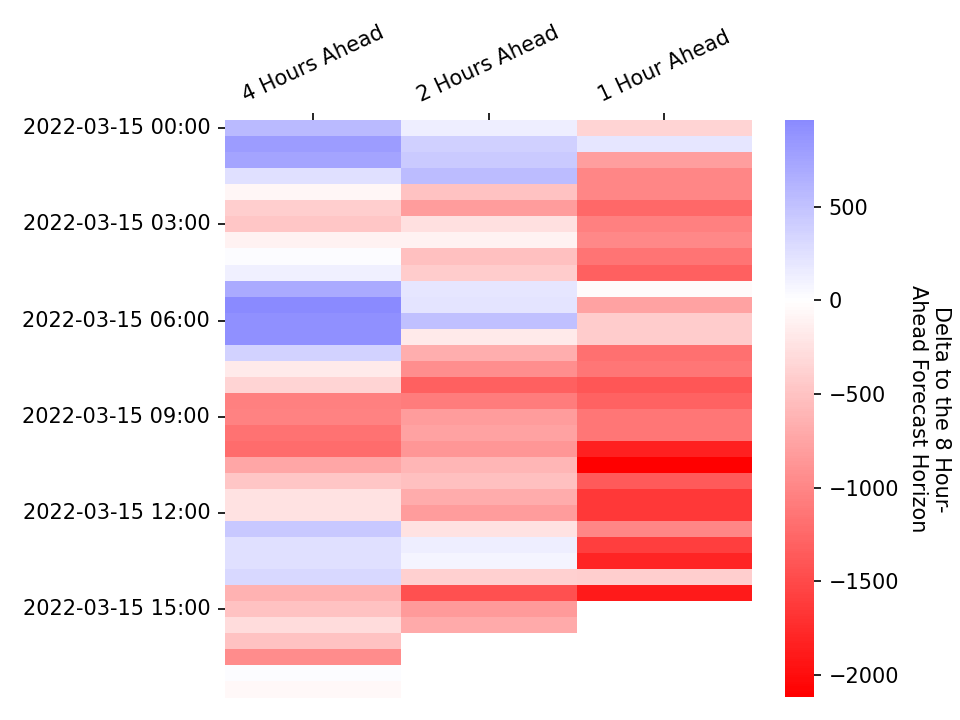 4 Hours Ahead
2 Hours Ahead
1 Hour Ahead
2022-03-15 00:00
2022-03-15 03:00
2022-03-15 06:00
2022-03-15 09:00
2022-03-15 12:00
2022-03-15 15:00
500
0
−500
−1000
−1500
−2000
Delta to the 8 Hour-
Ahead Forecast Horizon